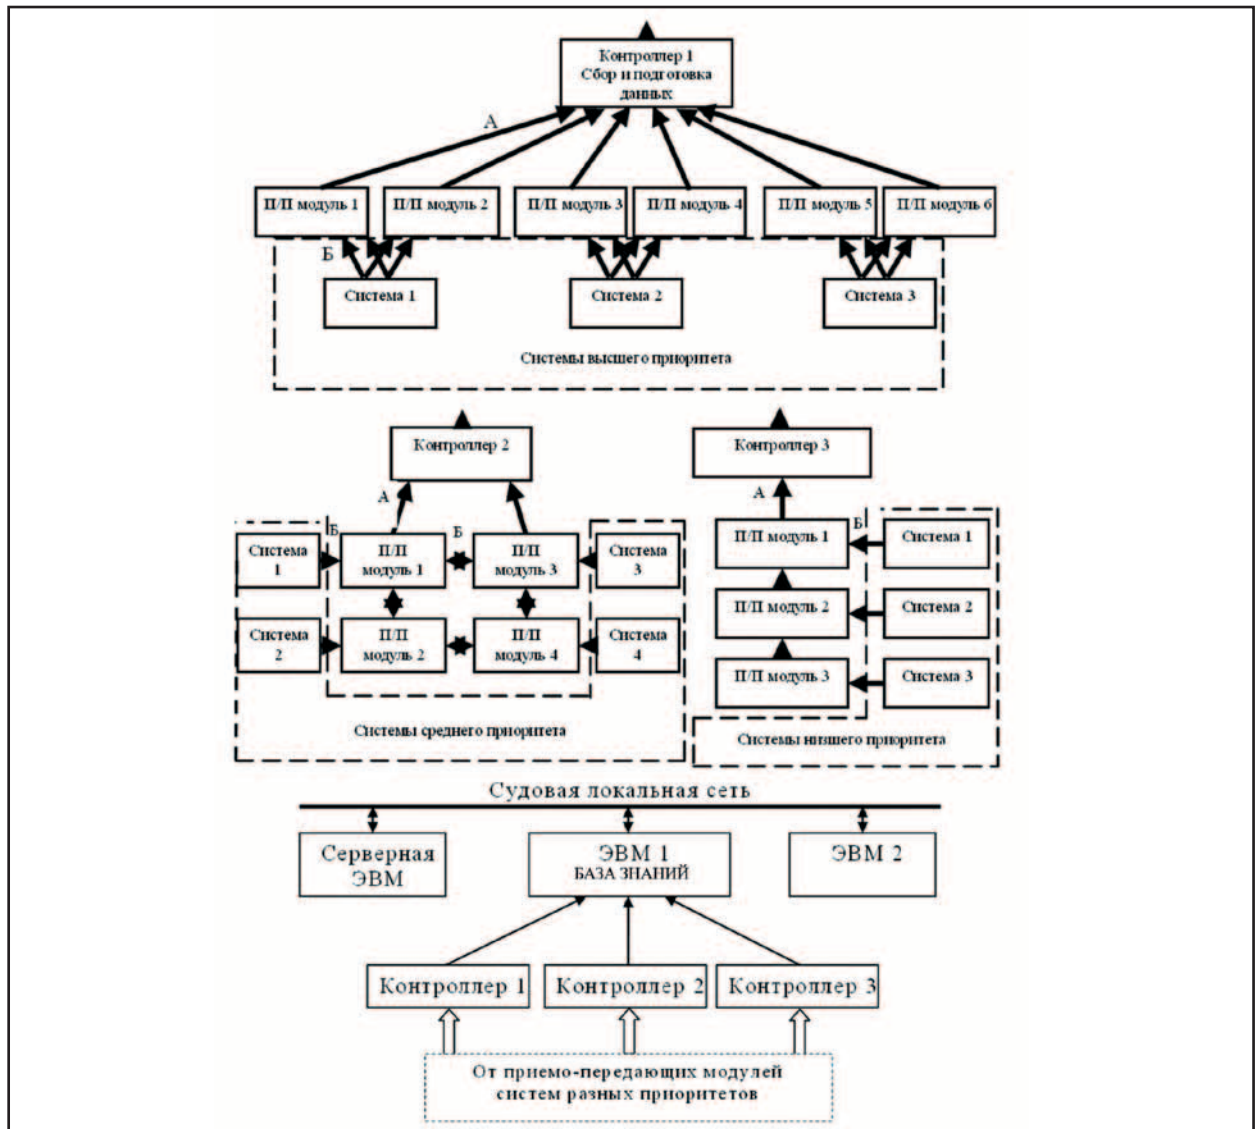 Контроллер 1
Сбор и подготовка
данных
А
П/П модуль 1
П/П модуль 2
П/П модуль 3
П/П модуль 4
П/П модуль 5
П/П модуль 6
Б
Система 1
Система 2
Система 3
Системы высшего приоритета
Контроллер 2
А
Б
Б
Система
1
П/П
модуль 1
П/П
модуль 3
Система
3
Система
2
П/П
модуль 2
П/П
модуль 4
Система
4
Системы среднего приоритета
Контроллер 3
А
Б
П/П модуль 1
Система 1
П/П модуль 2
Система 2
П/П модуль 3
Система 3
Системы низшего приоритета
Судовая локальная сеть
Серверная
ЭВМ
ЭВМ 1
БАЗА ЗНАНИЙ
ЭВМ 2
Контроллер 1
Контроллер 2
Контроллер 3
От приемо-передающих модулей
систем разных приоритетов